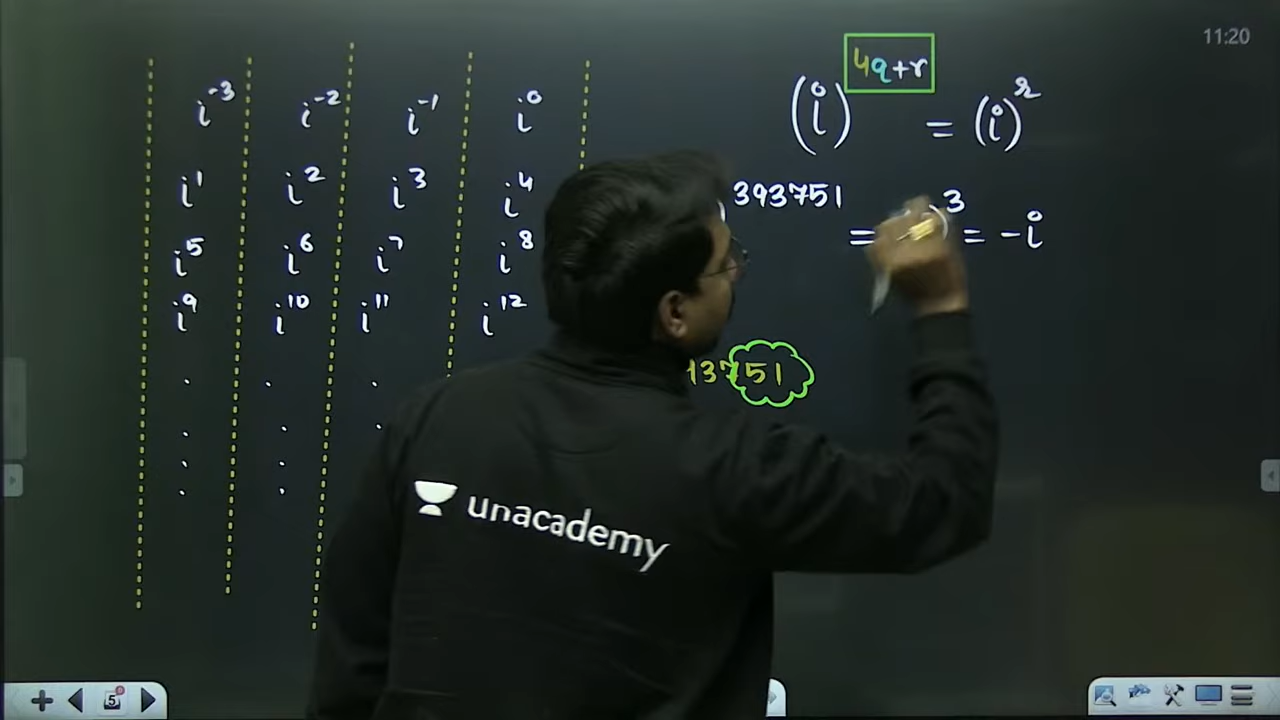 11:20
i⁻³ i⁻² i⁻¹ i⁰
i¹ i² i³ i⁴
i⁵ i⁶ i⁷ i⁸
i⁹ i¹⁰ i¹¹ i¹²
(i)^4q+r = (i)^r
393751 = ( )³ = -i
13751
unacademy
5